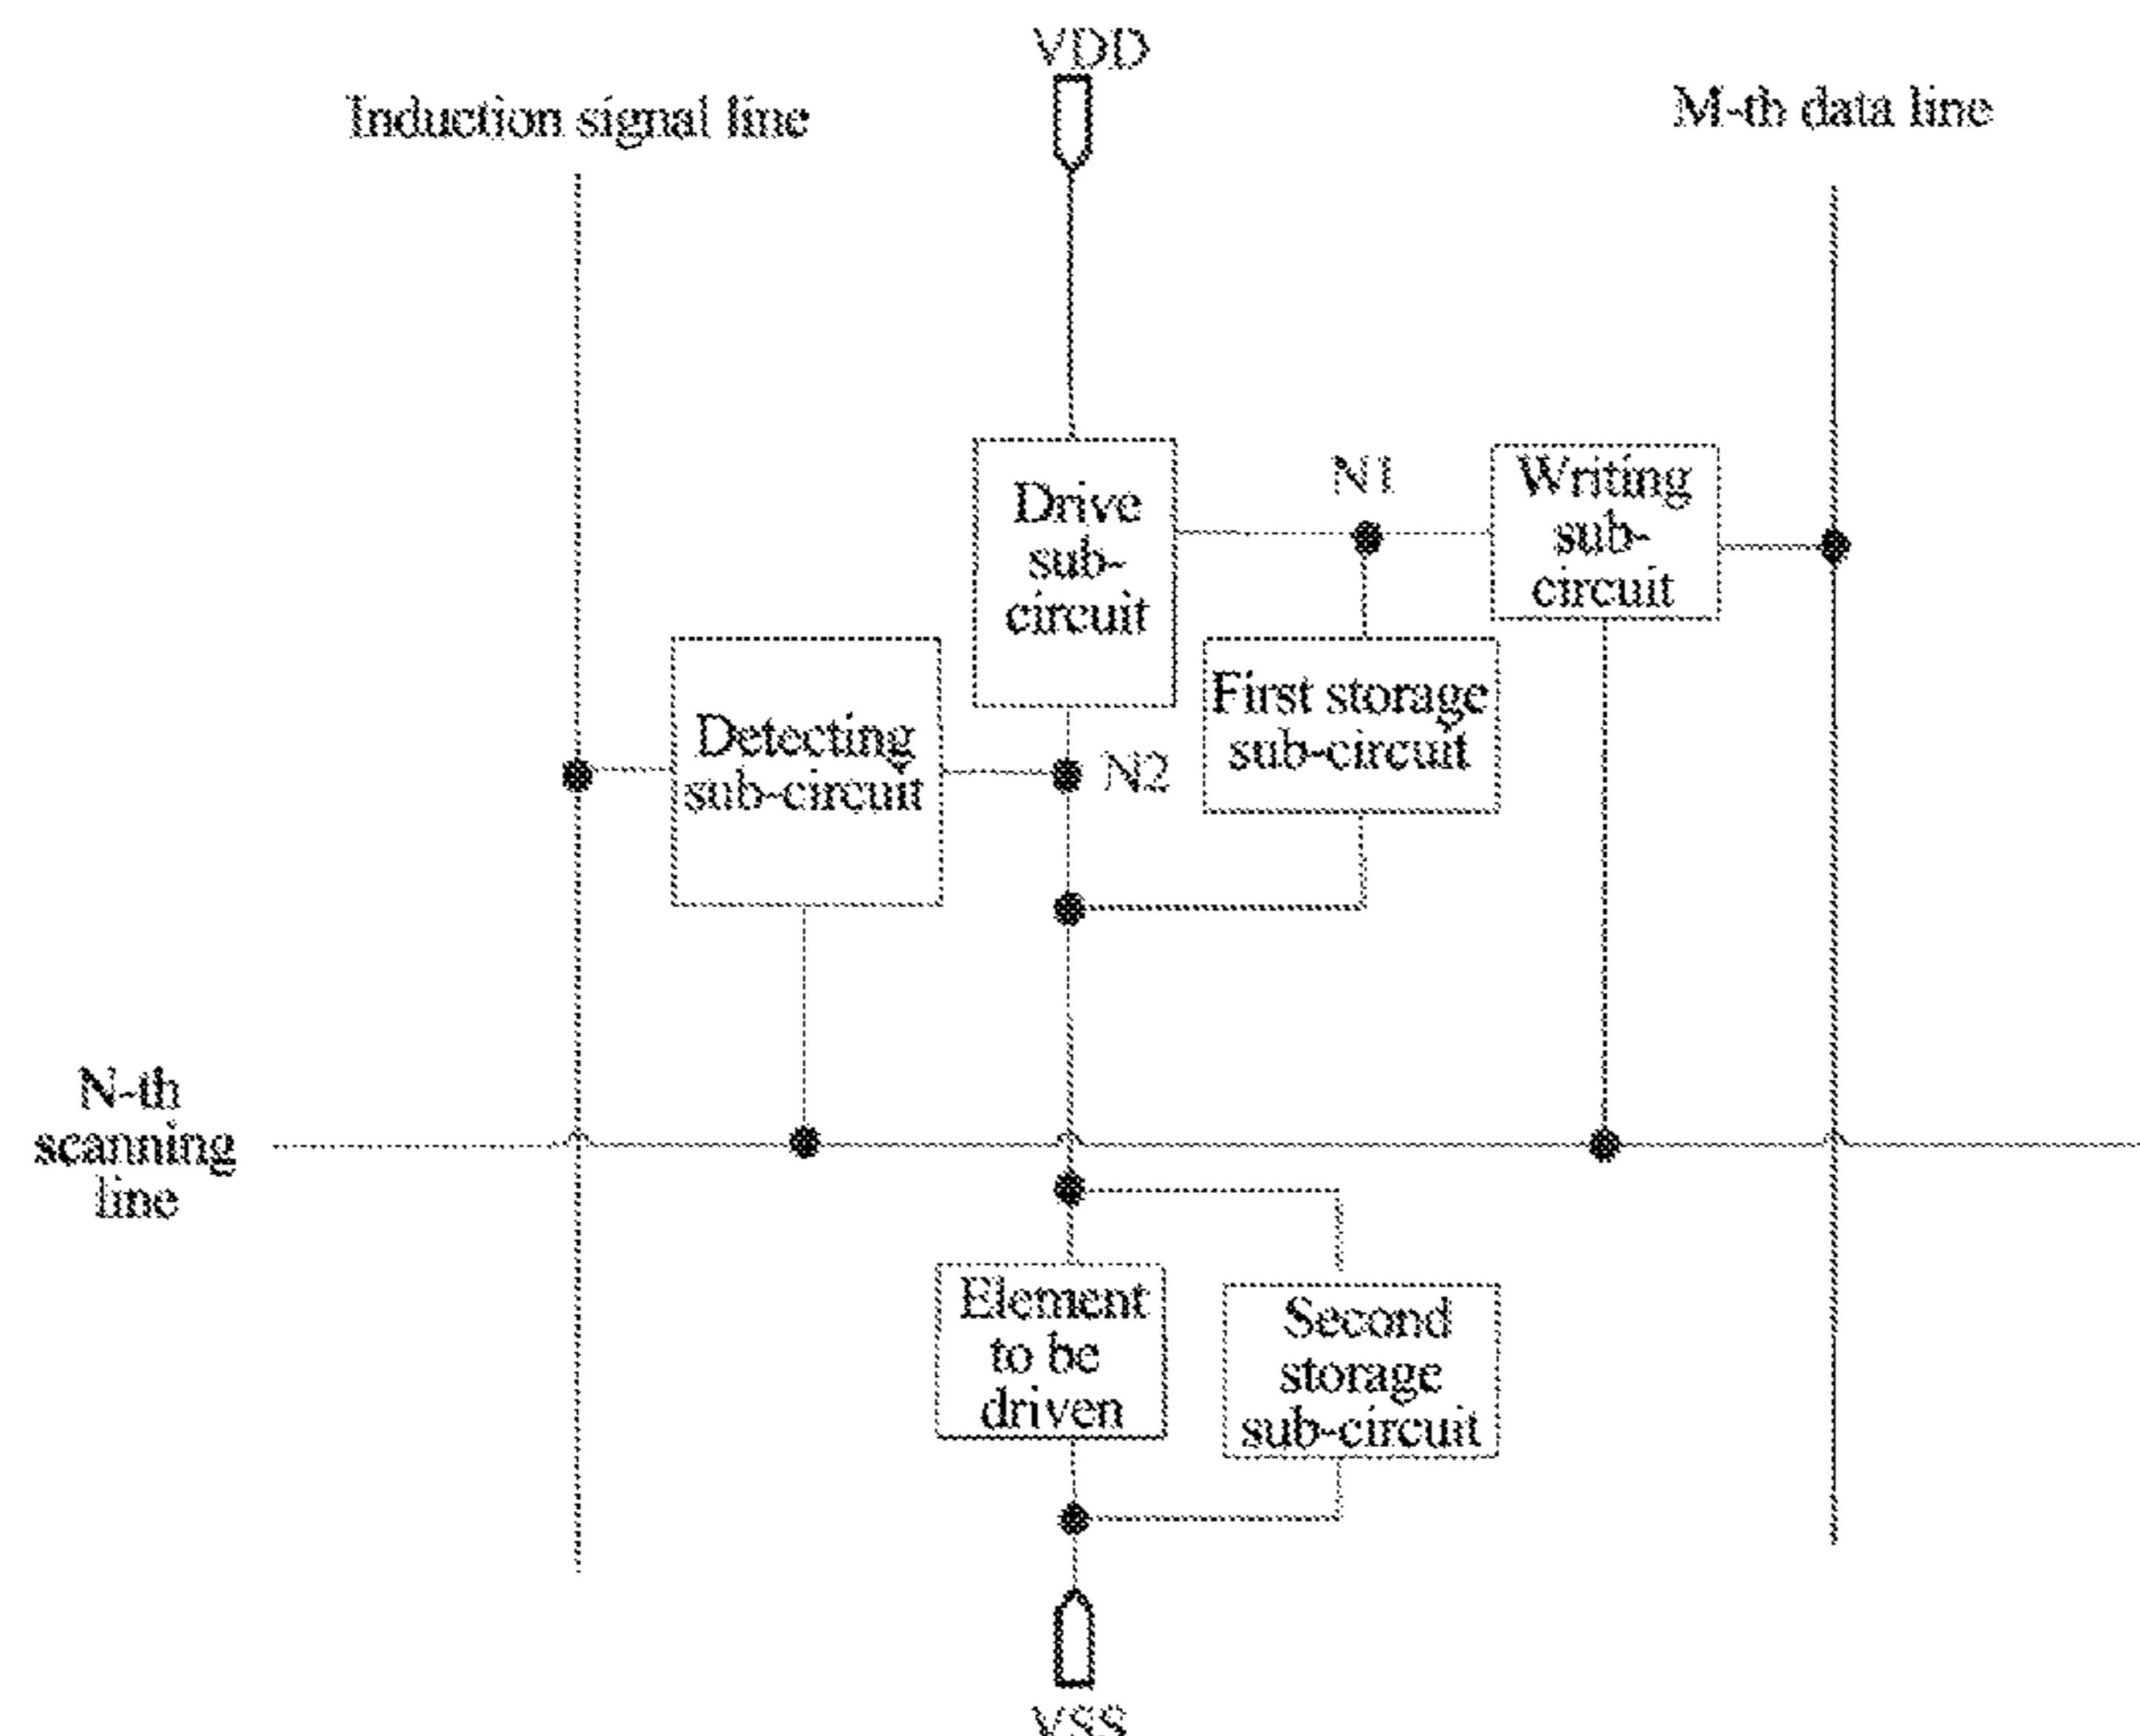 VDD
Induction signal line
M-th data line
Drive
sub-
circuit
N1
Writing
sub-
circuit
First storage
sub-circuit
Detecting
sub-circuit
N2
N-th
scanning
line
Element
to be
driven
Second
storage
sub-circuit
VSS